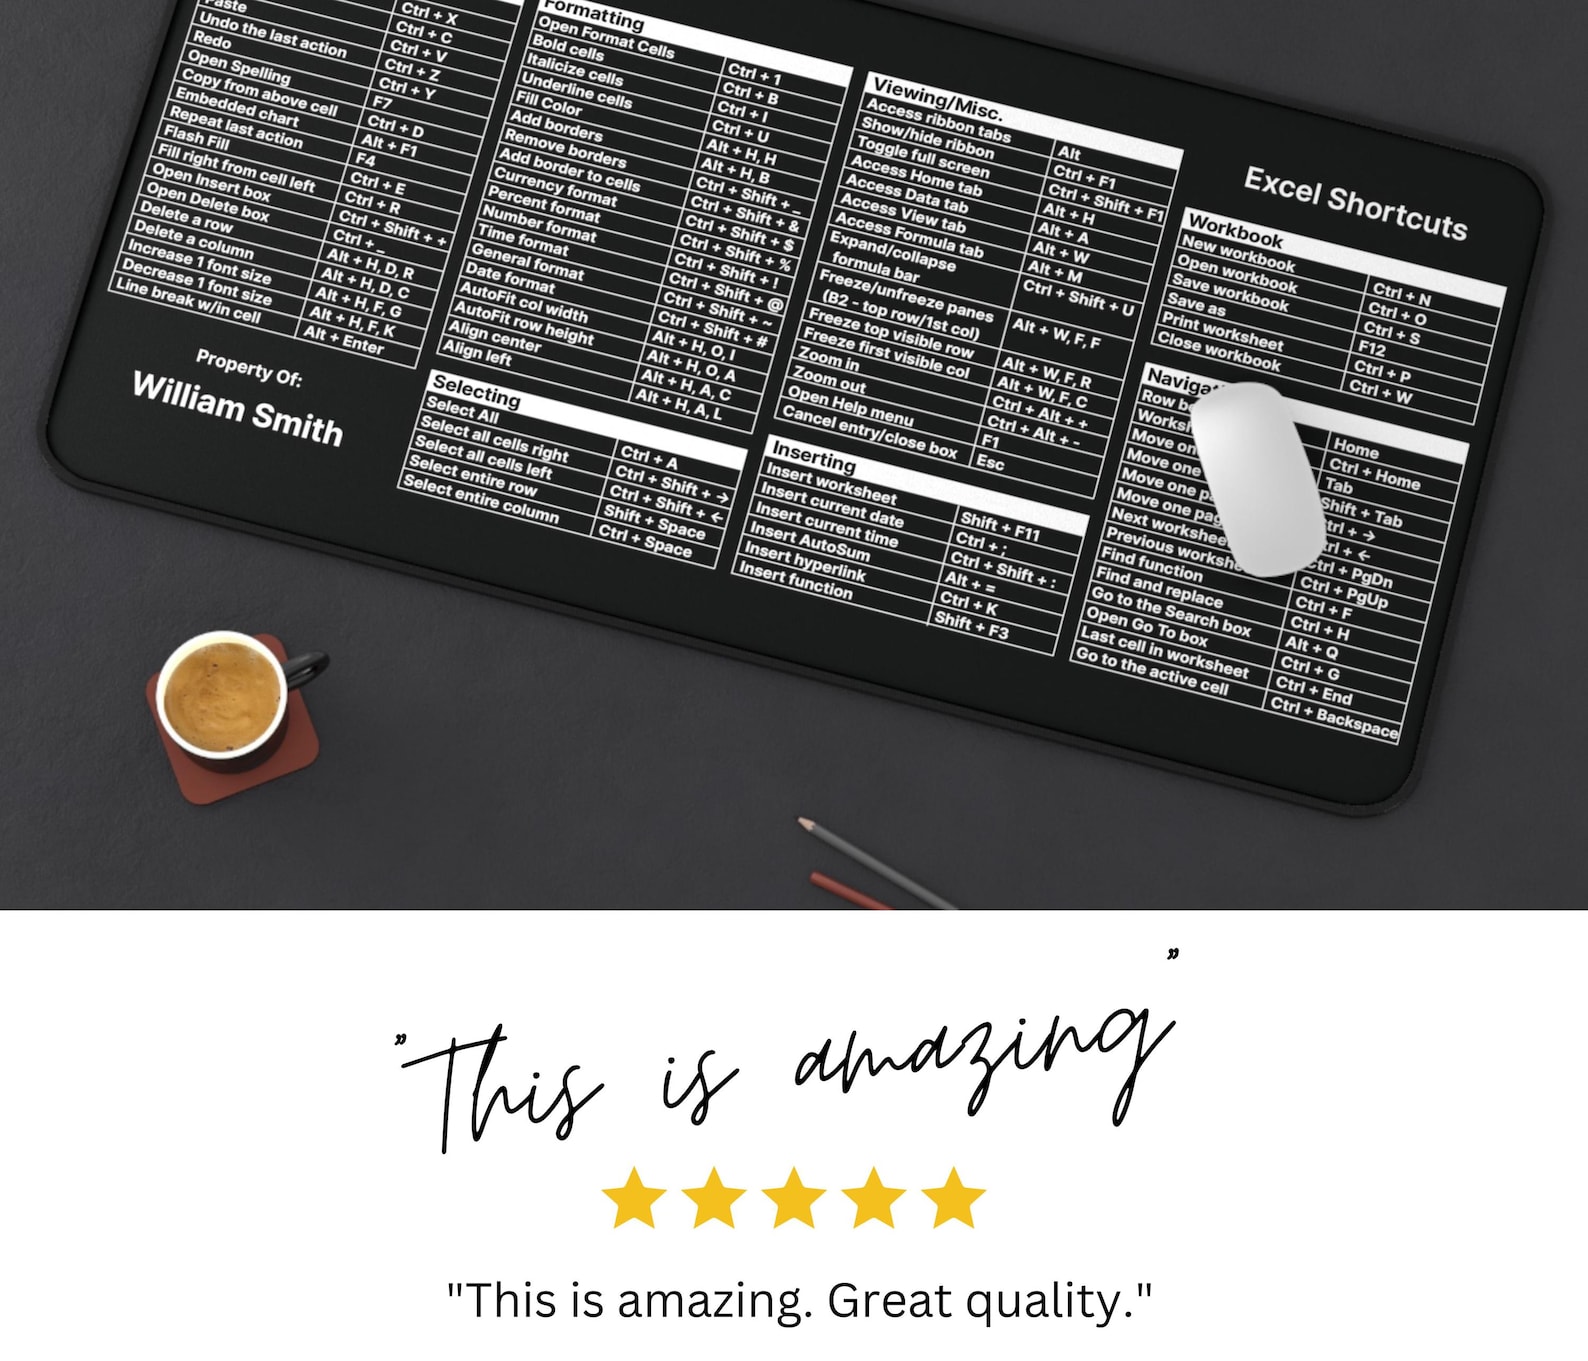 Ctrl + X
Ctrl + C
Paste Ctrl + V
Undo the last action Ctrl + Z
Redo Ctrl + Y
Open Spelling F7
Copy from above cell Ctrl + D
Embedded chart Alt + F1
Repeat last action F4
Flash Fill Ctrl + E
Fill right from cell left Ctrl + R
Open Insert box Ctrl + Shift + +
Open Delete box Ctrl + _
Delete a row Alt + H, D, R
Delete a column Alt + H, D, C
Increase 1 font size Alt + H, F, G
Decrease 1 font size Alt + H, F, K
Line break w/in cell Alt + Enter
Property Of:
William Smith
Formatting
Open Format Cells Ctrl + 1
Bold cells Ctrl + B
Italicize cells Ctrl + I
Underline cells Ctrl + U
Fill Color Alt + H, H
Add borders Alt + H, B
Remove borders Ctrl + Shift + _
Add border to cells Ctrl + Shift + &
Currency format Ctrl + Shift + $
Percent format Ctrl + Shift + %
Number format Ctrl + Shift + !
Time format Ctrl + Shift + @
General format Ctrl + Shift + ~
Date format Ctrl + Shift + #
AutoFit col width Alt + H, O, I
AutoFit row height Alt + H, O, A
Align center Alt + H, A, C
Align left Alt + H, A, L
Selecting
Select All Ctrl + A
Select all cells right Ctrl + Shift + →
Select all cells left Ctrl + Shift + ←
Select entire row Shift + Space
Select entire column Ctrl + Space
Viewing/Misc.
Access ribbon tabs Alt
Show/hide ribbon Ctrl + F1
Toggle full screen Ctrl + Shift + F1
Access Home tab Alt + H
Access Data tab Alt + A
Access View tab Alt + W
Access Formula tab Alt + M
Expand/collapse
formula bar Ctrl + Shift + U
Freeze/unfreeze panes
(B2 - top row/1st col) Alt + W, F, F
Freeze top visible row Alt + W, F, R
Freeze first visible col Alt + W, F, C
Zoom in Ctrl + Alt + +
Zoom out Ctrl + Alt + -
Open Help menu F1
Cancel entry/close box Esc
Inserting
Insert worksheet Shift + F11
Insert current date Ctrl + ;
Insert current time Ctrl + Shift + :
Insert AutoSum Alt + =
Insert hyperlink Ctrl + K
Insert function Shift + F3
Excel Shortcuts
Workbook
New workbook Ctrl + N
Open workbook Ctrl + O
Save workbook Ctrl + S
Save as F12
Print worksheet Ctrl + P
Close workbook Ctrl + W
Row Home
Ctrl + Home
Move Tab
Move one Shift + Tab
Move one + →
Move one + ←
Next Ctrl + PgDn
Previous Ctrl + PgUp
Find function Ctrl + F
Find and replace Ctrl + H
Go to the Search box Alt + Q
Open Go To box Ctrl + G
Last cell in worksheet Ctrl + End
Go to the active cell Ctrl + Backspace
"This is amazing"
"This is amazing. Great quality."